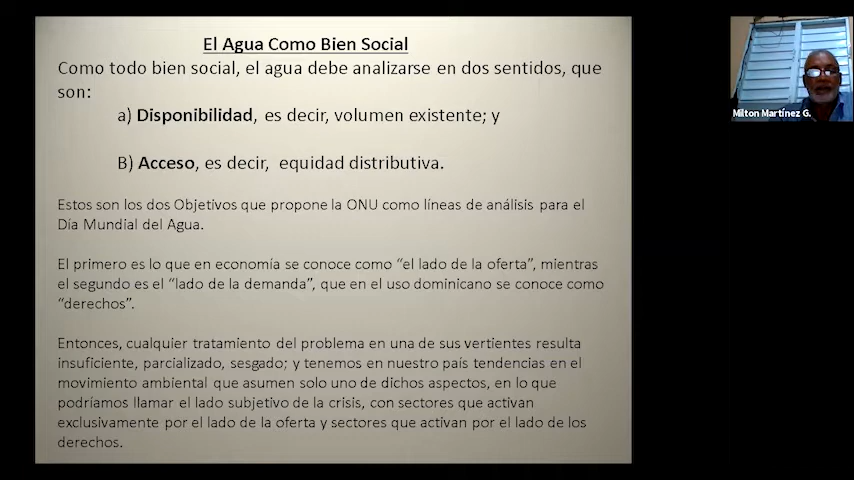 El Agua Como Bien Social
Como todo bien social, el agua debe analizarse en dos sentidos, que
son:
a) Disponibilidad, es decir, volumen existente; y
B) Acceso, es decir, equidad distributiva.
Estos son los dos Objetivos que propone la ONU como líneas de análisis para el
Día Mundial del Agua.
El primero es lo que en economía se conoce como “el lado de la oferta”, mientras
el segundo es el “lado de la demanda”, que en el uso dominicano se conoce como
“derechos”.
Entonces, cualquier tratamiento del problema en una de sus vertientes resulta
insuficiente, parcializado, sesgado; y tenemos en nuestro país tendencias en el
movimiento ambiental que asumen solo uno de dichos aspectos, en lo que
podríamos llamar el lado subjetivo de la crisis, con sectores que activan
exclusivamente por el lado de la oferta y sectores que activan por el lado de los
derechos.
Milton Martínez G.